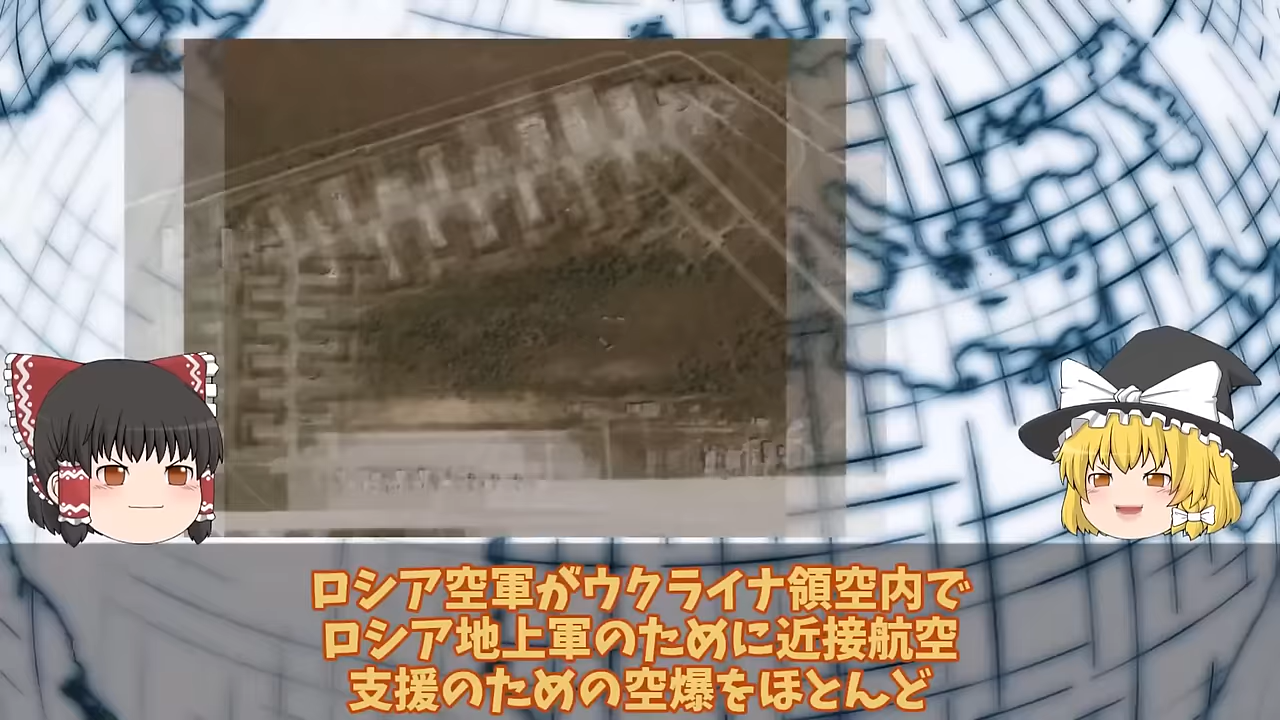 ロシア空軍がウクライナ領空内で
ロシア地上軍のために近接航空
支援のための空爆をほとんど